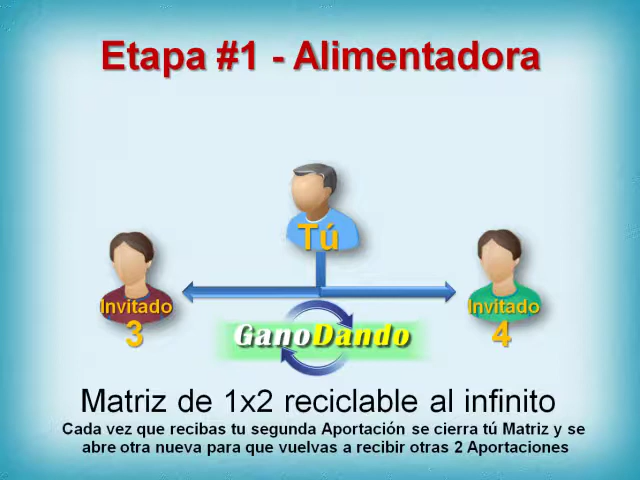 Etapa #1 - Alimentadora
Tú
Invitado
3
Invitado
4
GanoDando
Matriz de 1x2 reciclable al infinito
Cada vez que recibas tu segunda Aportación se cierra tú Matriz y se
abre otra nueva para que vuelvas a recibir otras 2 Aportaciones